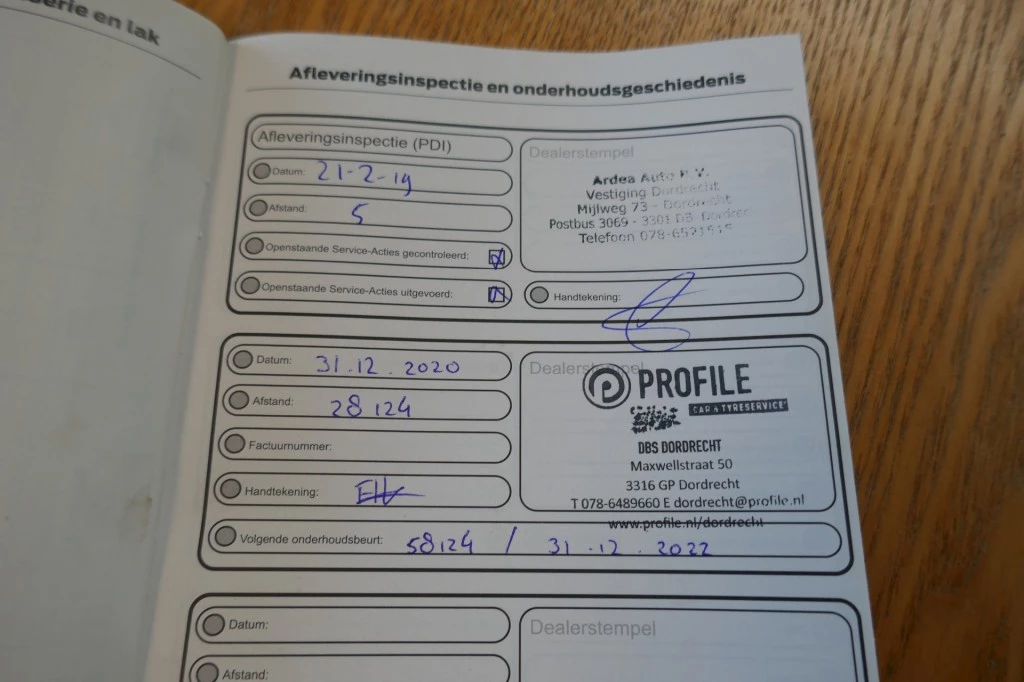 erie en lak
Afleveringsinspectie en onderhoudsgeschiedenis
Afleveringsinspectie (PDI)
Datum: 21-2-19
Afstand: 5
Openstaande Service-Acties gecontroleerd:
Openstaande Service-Acties uitgevoerd:
Dealerstempel
Ardea Auto B.V.
Vestiging Dordrecht
Mijlweg 73 - Dordrecht
Postbus 3069 - 3301 DB Dordrec
Telefoon 078-6521515
Handtekening:
Datum: 31.12.2020
Afstand: 28124
Factuurnummer:
Handtekening:
Dealerstempel
PROFILE
CAR & TYRESERVICE
DBS DORDRECHT
Maxwellstraat 50
3316 GP Dordrecht
T 078-6489660 E dordrecht@profile.nl
www.profile.nl/dordrecht
Volgende onderhoudsbeurt: 58124 / 31.12.2022
Datum:
Afstand:
Dealerstempel